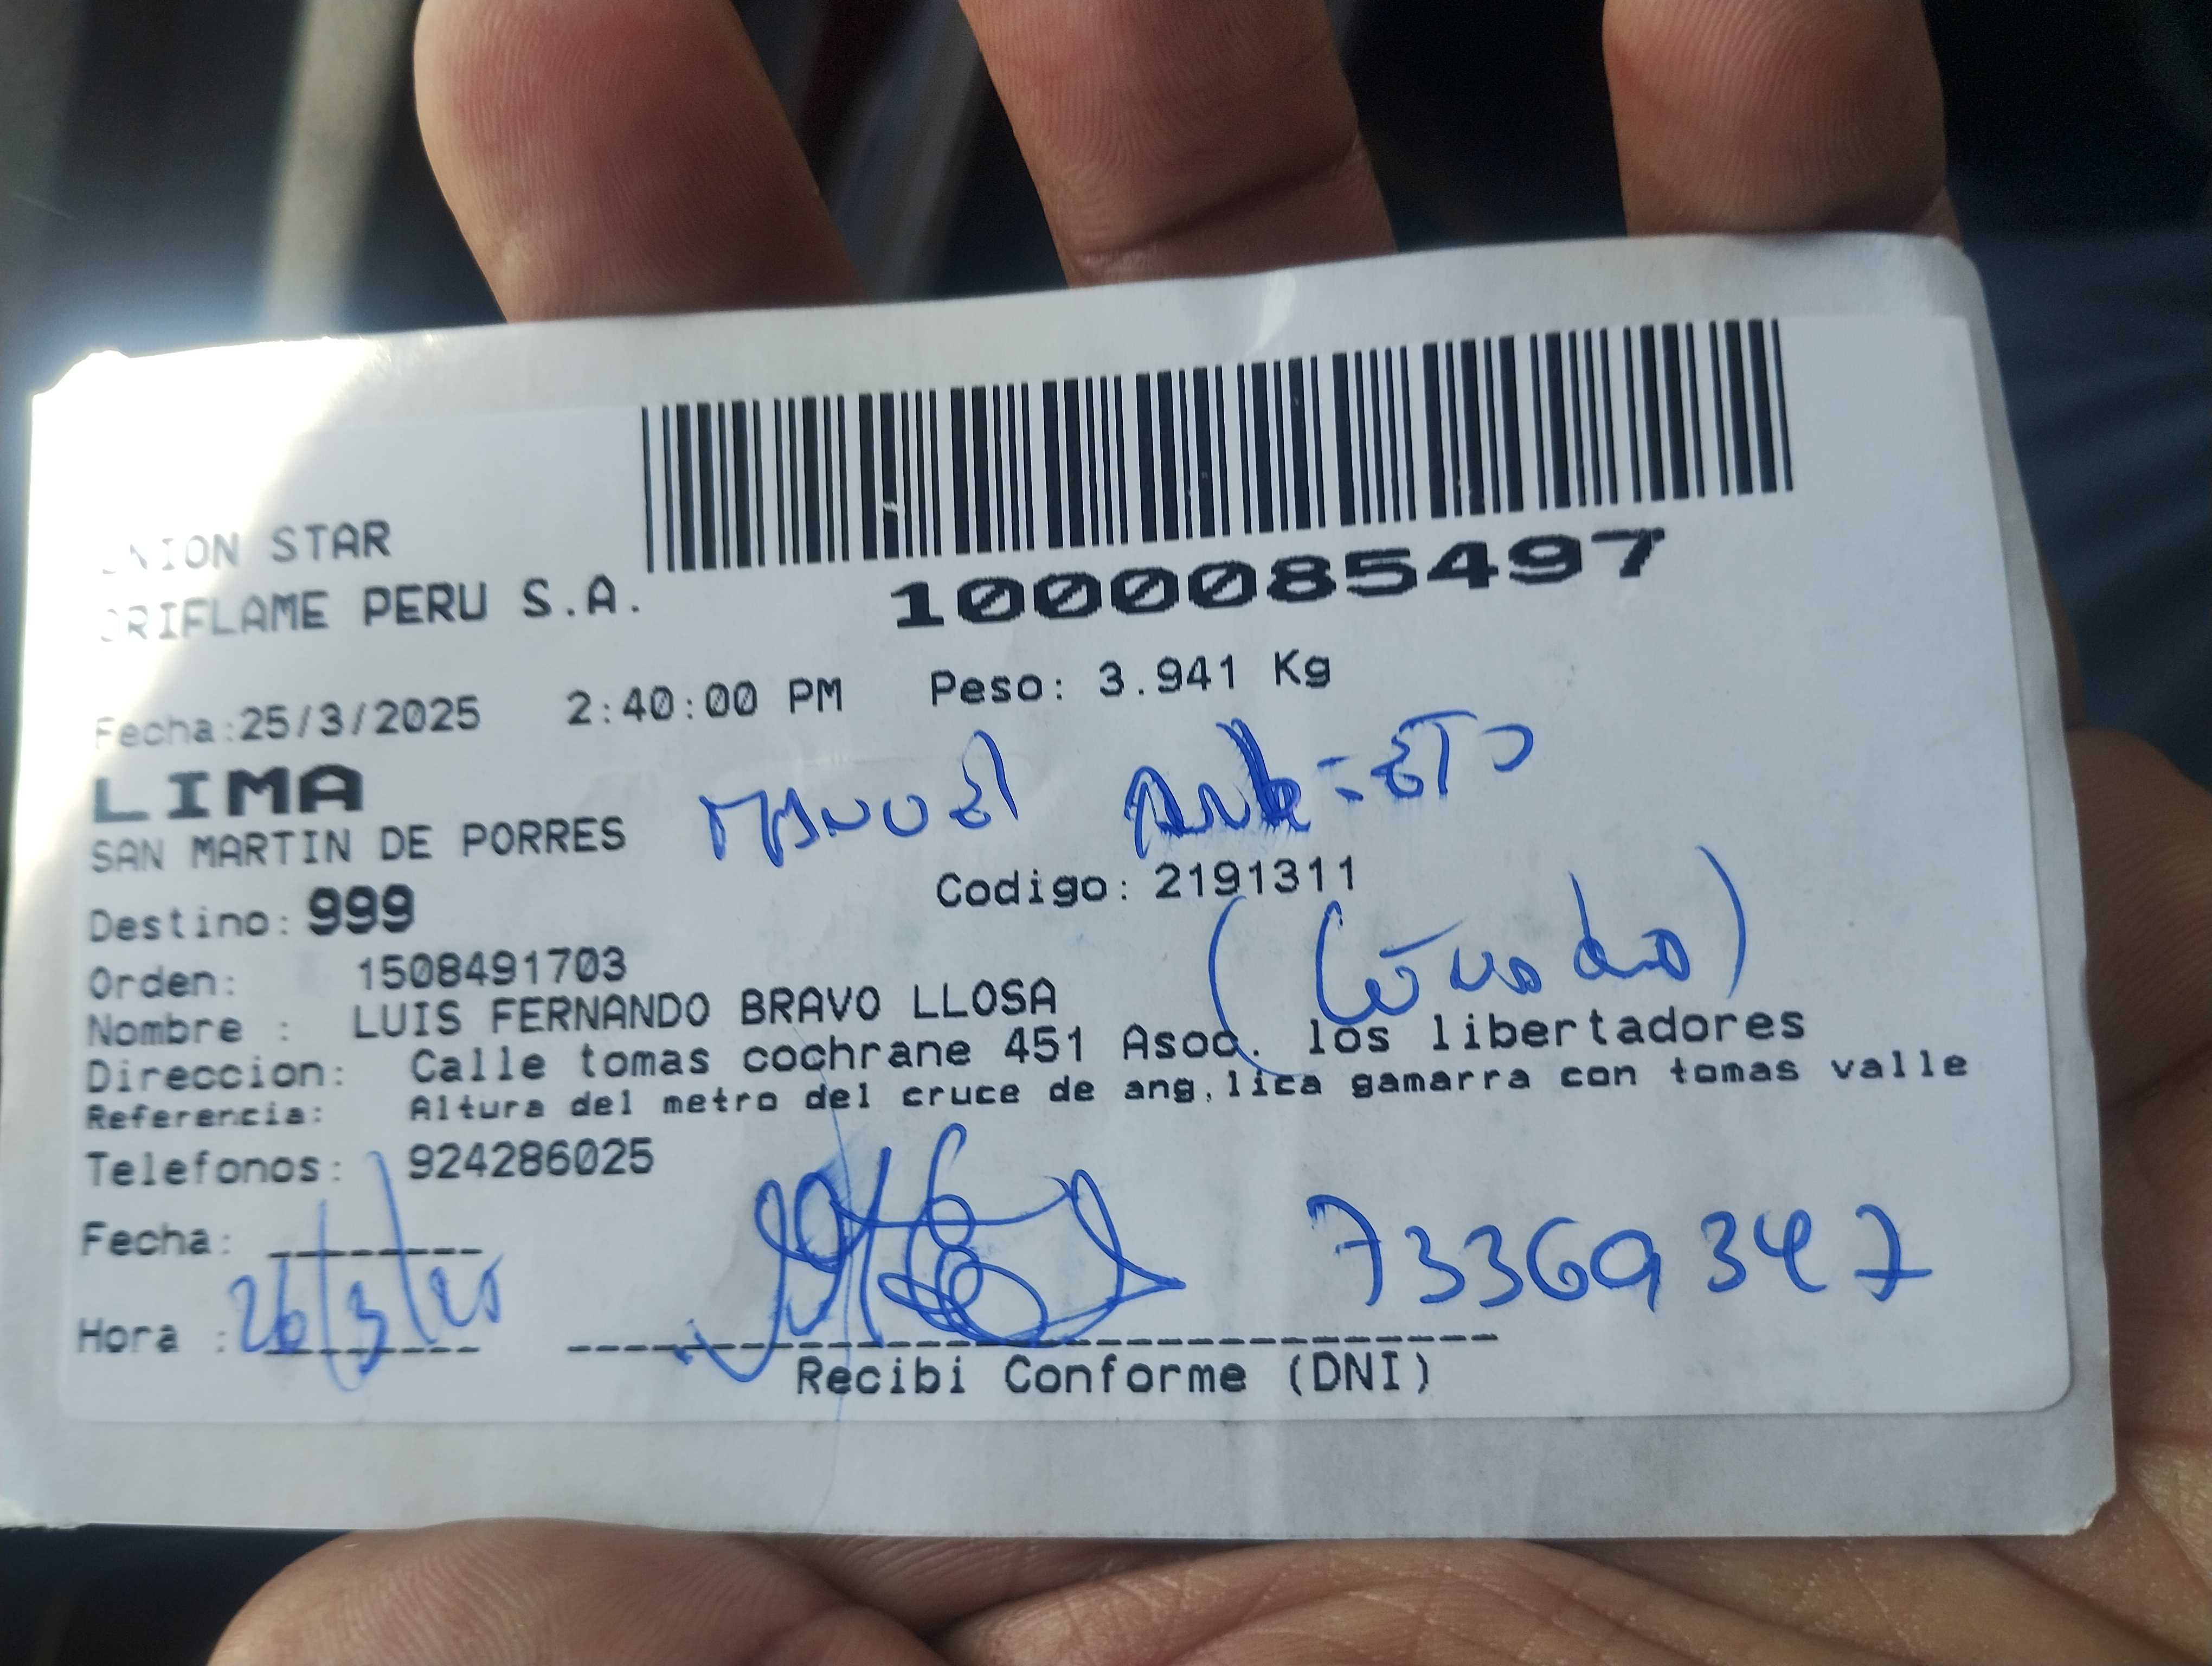 UNION STAR
ORIFLAME PERU S.A.
1000085497
Fecha:25/3/2025 2:40:00 PM Peso: 3.941 Kg
LIMA
MANUEl
SAN MARTIN DE PORRES
Codigo: 2191311
Destino: 999
(Cuñado)
Orden: 1508491703
Nombre : LUIS FERNANDO BRAVO LLOSA
Direccion: Calle tomas cochrane 451 Asoc. los libertadores
Referencia: Altura del metro del cruce de ang.lica gamarra con tomas valle
Telefonos: 924286025
Fecha:
73369347
Hora : 26/3/25
Recibi Conforme (DNI)